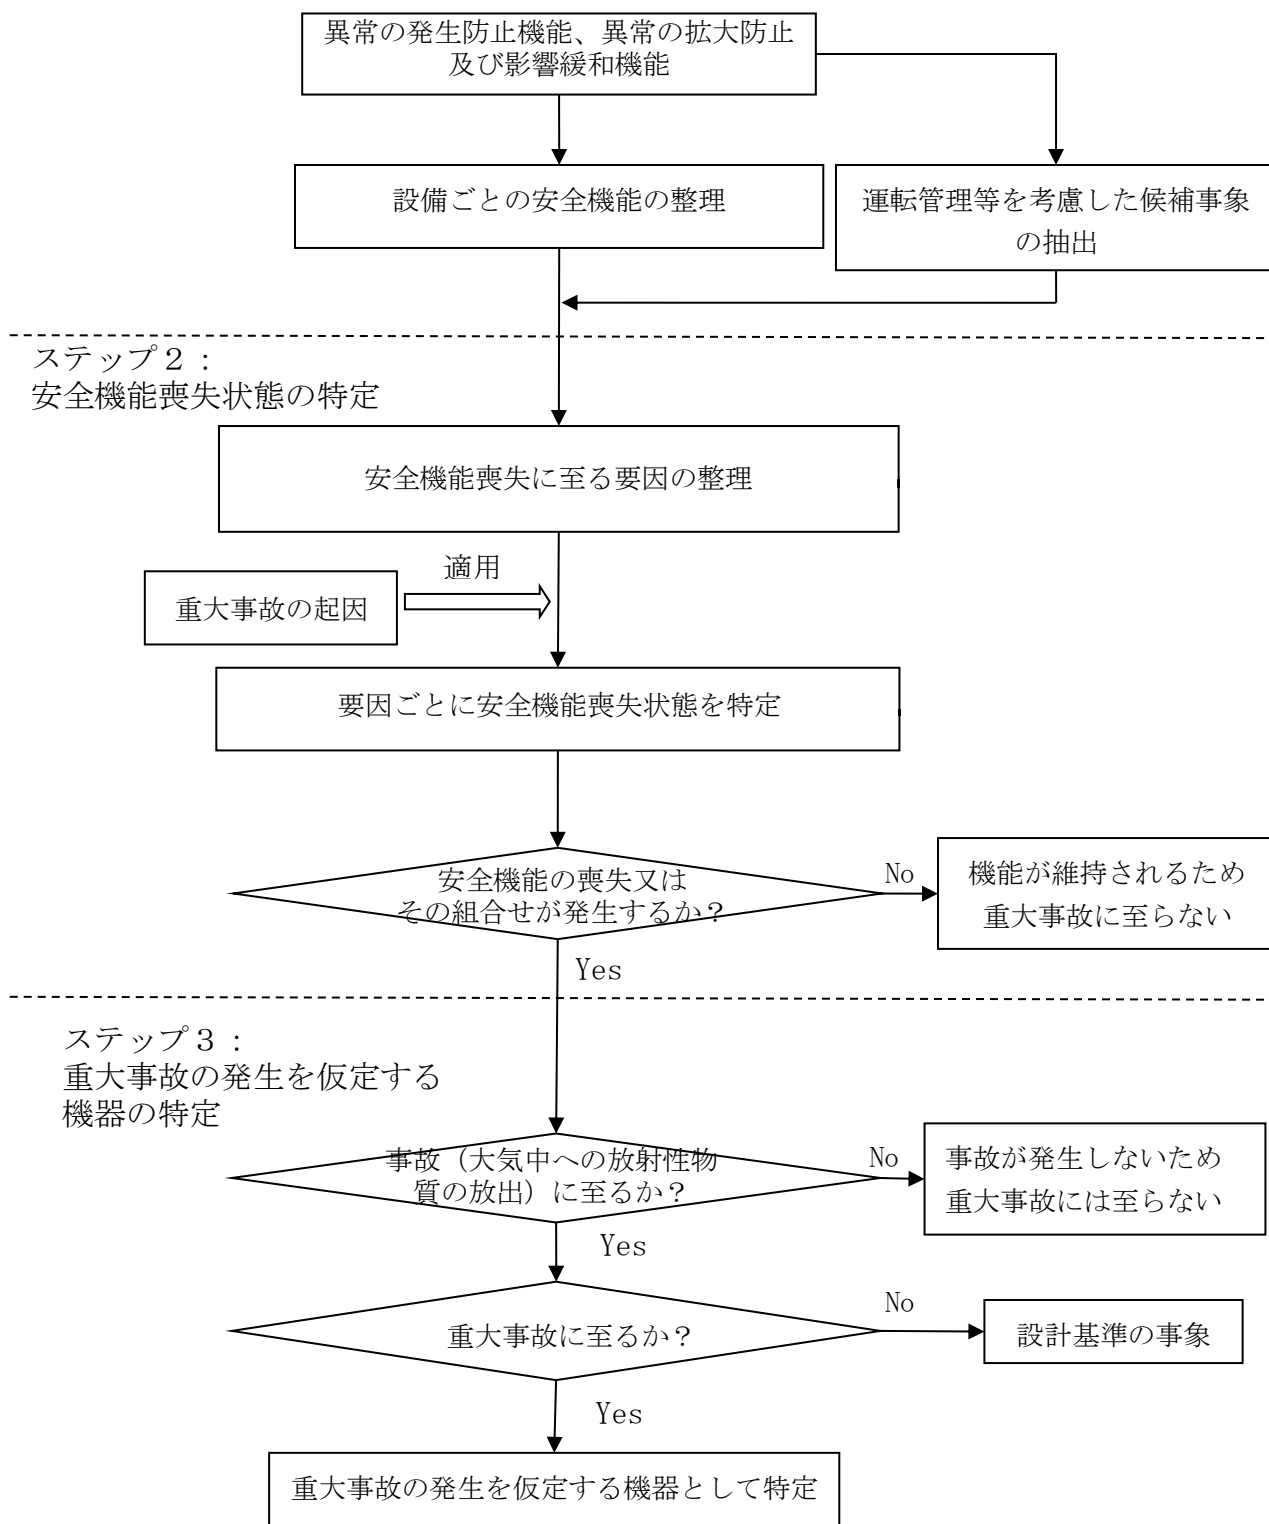 異常の発生防止機能、異常の拡大防止
及び影響緩和機能
設備ごとの安全機能の整理
運転管理等を考慮した候補事象
の抽出
ステップ２：
安全機能喪失状態の特定
安全機能喪失に至る要因の整理
適用
重大事故の起因
要因ごとに安全機能喪失状態を特定
安全機能の喪失又は
その組合せが発生するか？
No
機能が維持されるため
重大事故に至らない
Yes
ステップ３：
重大事故の発生を仮定する
機器の特定
事故（大気中への放射性物
質の放出）に至るか？
No
事故が発生しないため
重大事故には至らない
Yes
重大事故に至るか？
No
設計基準の事象
Yes
重大事故の発生を仮定する機器として特定